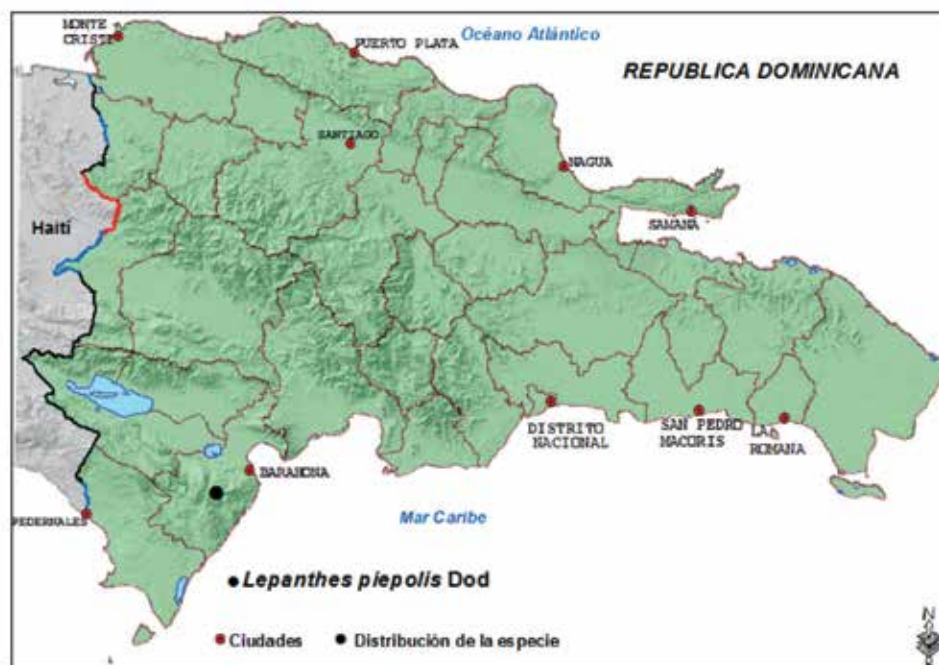 MONTE
CRISTI
Océano Atlántico
PUERTO PLATA
REPUBLICA DOMINICANA
SANTIAGO
NAGUA
SAMANÁ
Haití
DISTRITO
NACIONAL
SAN PEDRO
MACORIS
LA
ROMANA
BARAHONA
PEDERNALES
Mar Caribe
Lepanthes piepolis Dod
Ciudades
Distribución de la especie
N